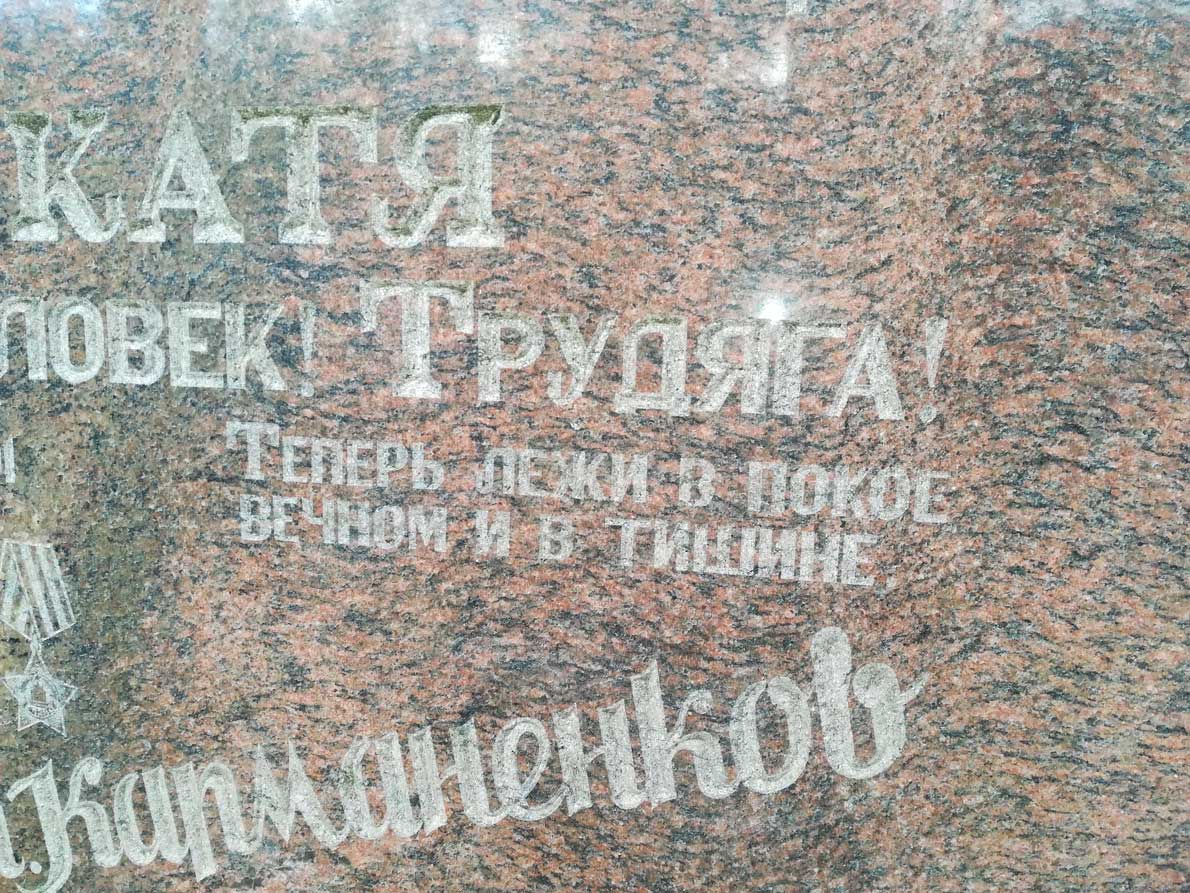 КАТЯ
ЛОВЕК! ТРУДЯГА!
ТЕПЕРЬ ЛЕЖИ В ПОКОЕ
ВЕЧНОМ И В ТИШИНЕ,
.Карманенков